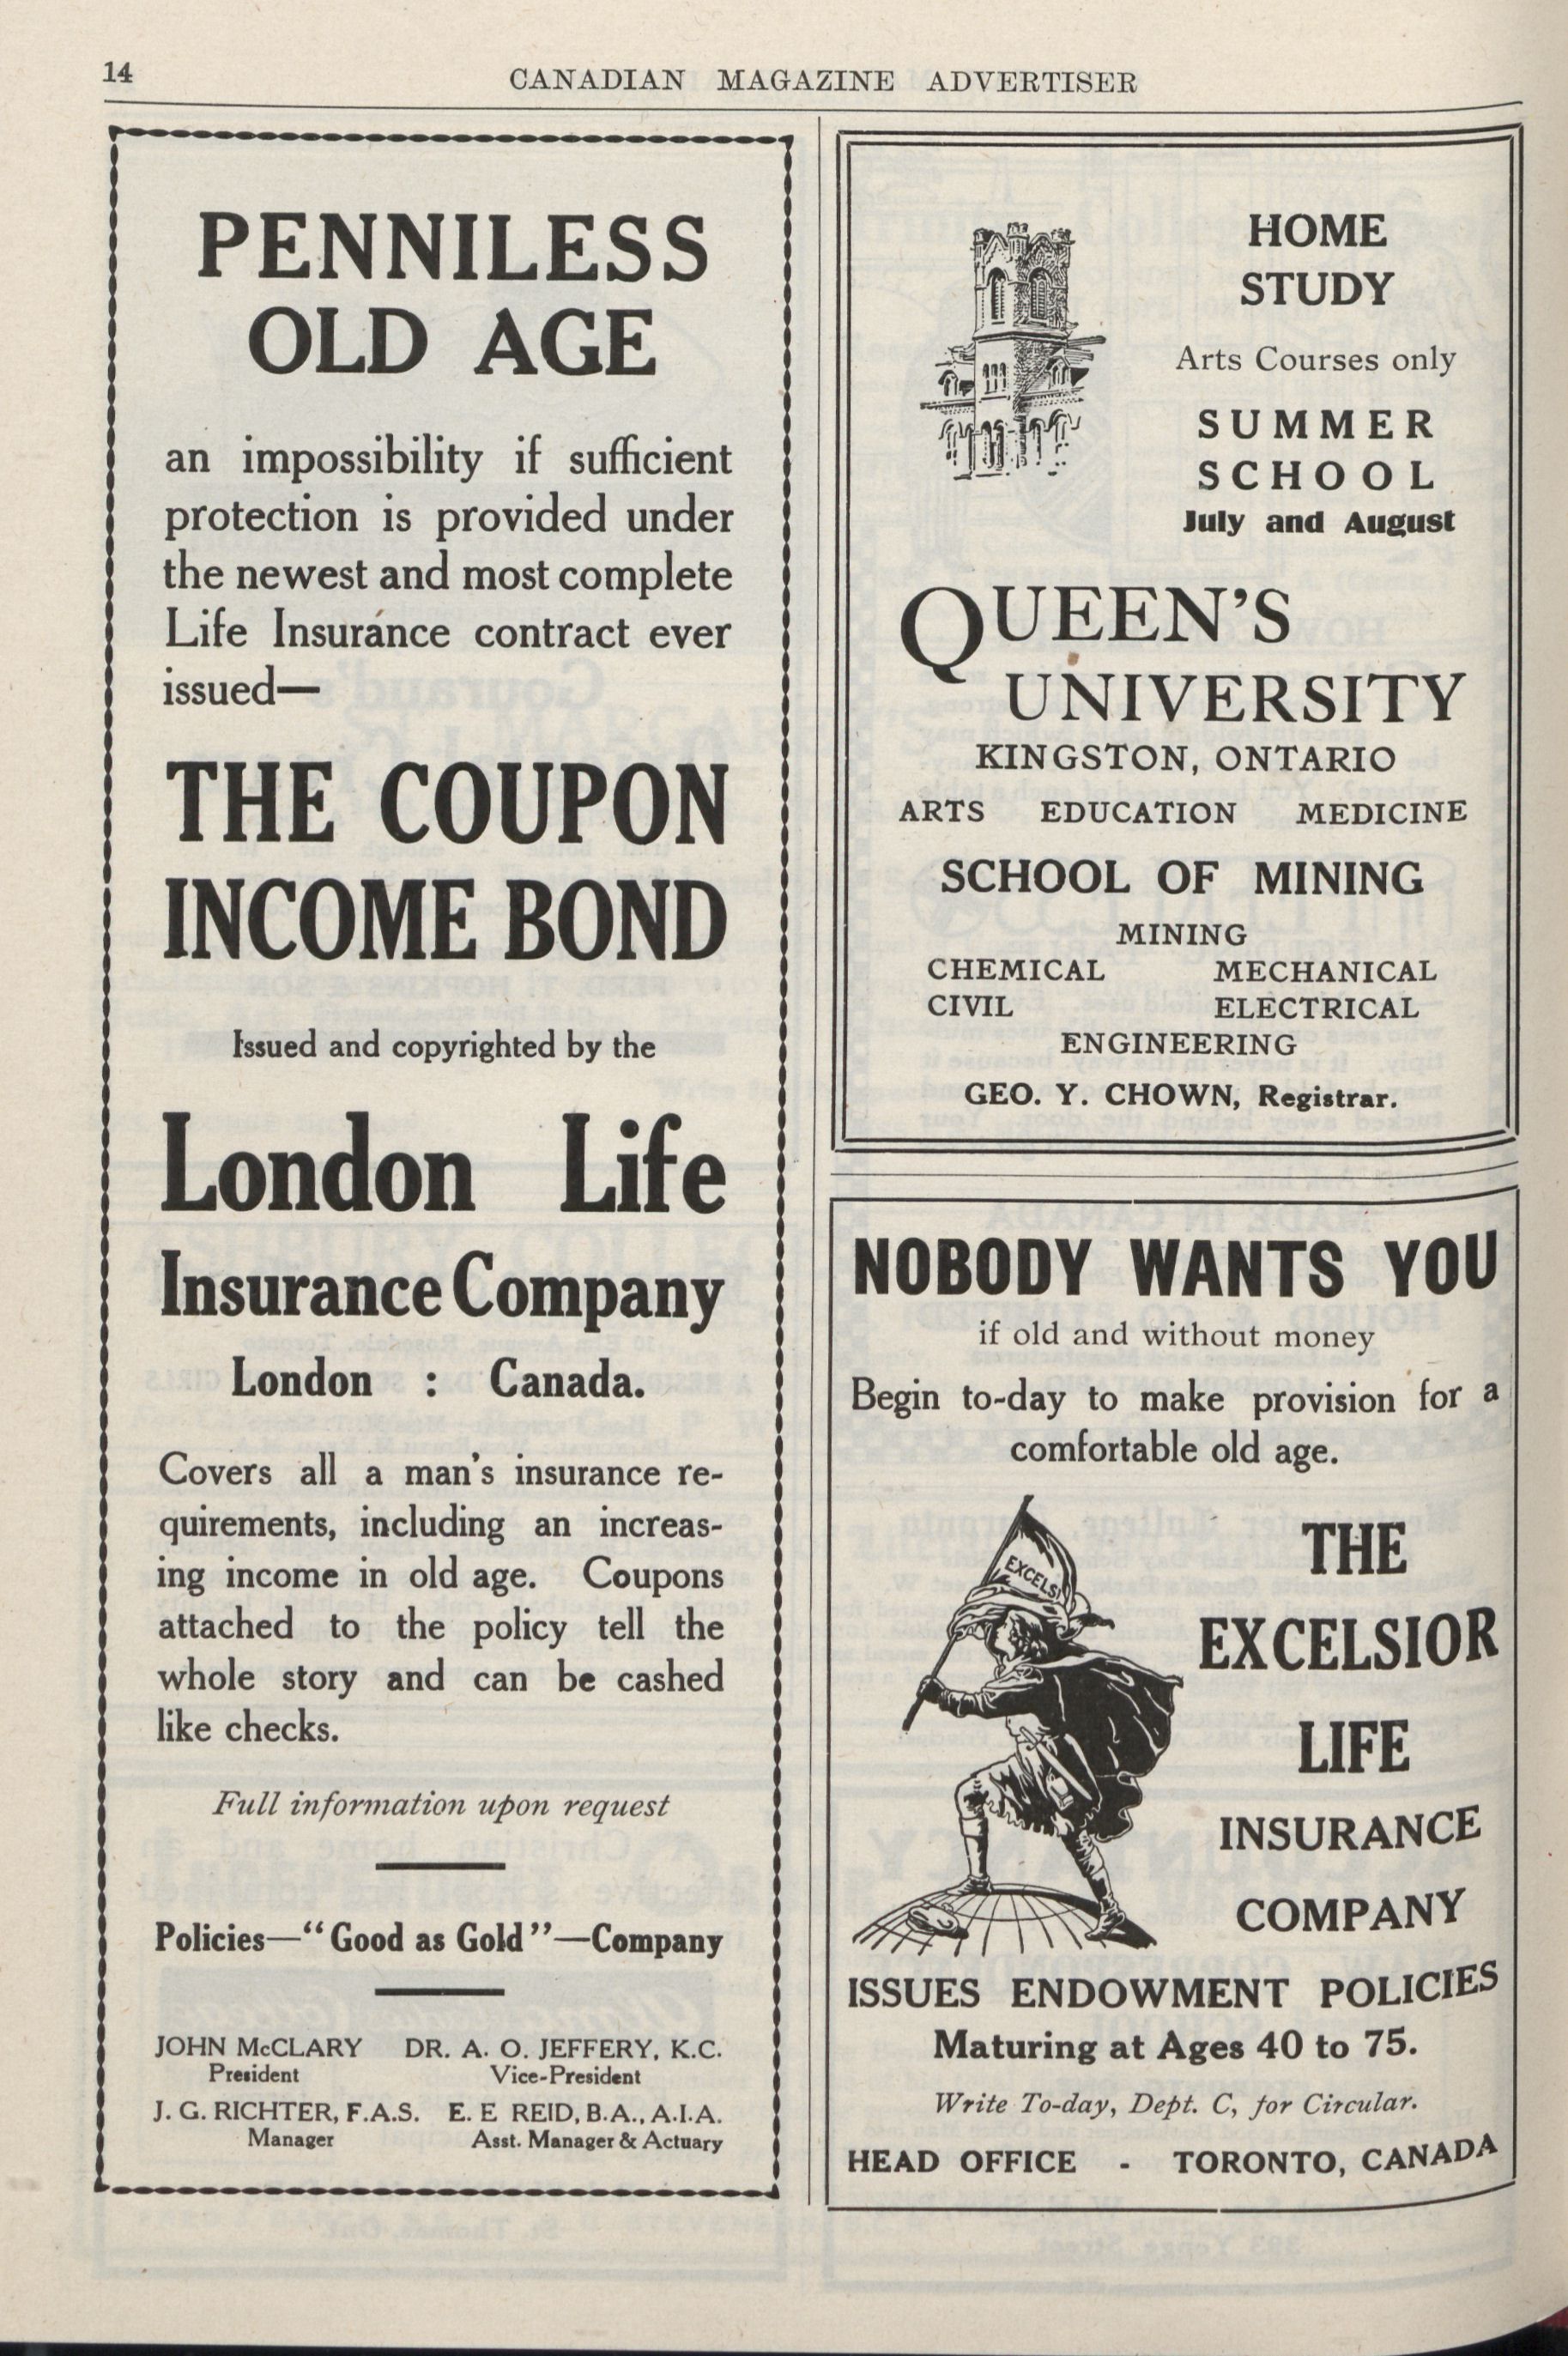 14
CANADIAN MAGAZINE ADVERTISER
PENNILESS
OLD AGE
an impossibility if sufficient
protection is provided under
the newest and most complete
Life Insurance contract ever
issued—
THE COUPON
INCOME BOND
Issued and copyrighted by the
London Life
Insurance Company
London : Canada.
Covers all a man's insurance re-
quirements, including an increas-
ing income in old age. Coupons
attached to the policy tell the
whole story and can be cashed
like checks.
Full information upon request
Policies—“Good as Gold”—Company
JOHN McCLARY DR. A. O. JEFFERY, K.C.
President Vice-President
J. G. RICHTER, F.A.S. E. E REID, B.A., A.I.A.
Manager Asst. Manager & Actuary
HOME
STUDY
Arts Courses only
SUMMER
SCHOOL
July and August
QUEEN'S
UNIVERSITY
KINGSTON, ONTARIO
ARTS EDUCATION MEDICINE
SCHOOL OF MINING
MINING
CHEMICAL MECHANICAL
CIVIL ELECTRICAL
ENGINEERING
GEO. Y. CHOWN, Registrar.
NOBODY WANTS YOU
if old and without money
Begin to-day to make provision for a
comfortable old age.
EXCELSI
THE
EXCELSIOR
LIFE
INSURANCE
COMPANY
ISSUES ENDOWMENT POLICIES
Maturing at Ages 40 to 75.
Write To-day, Dept. C, for Circular.
HEAD OFFICE - TORONTO, CANADA